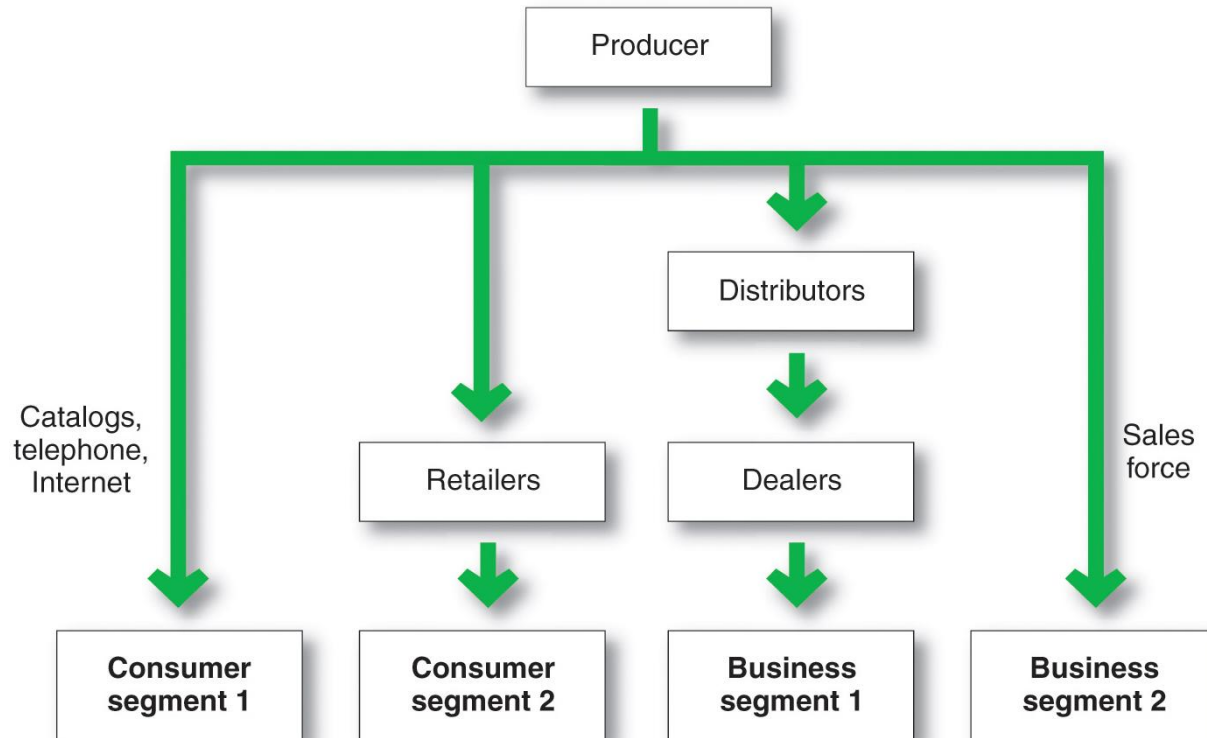 Producer
Distributors
Catalogs,
telephone,
Internet
Retailers
Dealers
Sales
force
Consumer
segment 1
Consumer
segment 2
Business
segment 1
Business
segment 2